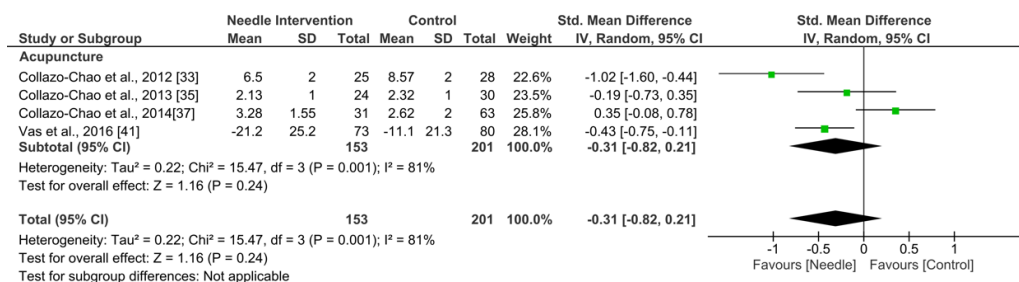 Needle Intervention Control Std. Mean Difference Std. Mean Difference
Study or Subgroup Mean SD Total Mean SD Total Weight IV, Random, 95% CI IV, Random, 95% CI
Acupuncture
Collazo-Chao et al., 2012 [33] 6.5 2 25 8.57 2 28 22.6% -1.02 [-1.60, -0.44]
Collazo-Chao et al., 2013 [35] 2.13 1 24 2.32 1 30 23.5% -0.19 [-0.73, 0.35]
Collazo-Chao et al., 2014[37] 3.28 1.55 31 2.62 2 63 25.8% 0.35 [-0.08, 0.78]
Vas et al., 2016 [41] -21.2 25.2 73 -11.1 21.3 80 28.1% -0.43 [-0.75, -0.11]
Subtotal (95% CI) 153 201 100.0% -0.31 [-0.82, 0.21]
Heterogeneity: Tau² = 0.22; Chi² = 15.47, df = 3 (P = 0.001); I² = 81%
Test for overall effect: Z = 1.16 (P = 0.24)
Total (95% CI) 153 201 100.0% -0.31 [-0.82, 0.21]
Heterogeneity: Tau² = 0.22; Chi² = 15.47, df = 3 (P = 0.001); I² = 81%
Test for overall effect: Z = 1.16 (P = 0.24)
Test for subgroup differences: Not applicable
-1 -0.5 0 0.5 1
Favours [Needle] Favours [Control]